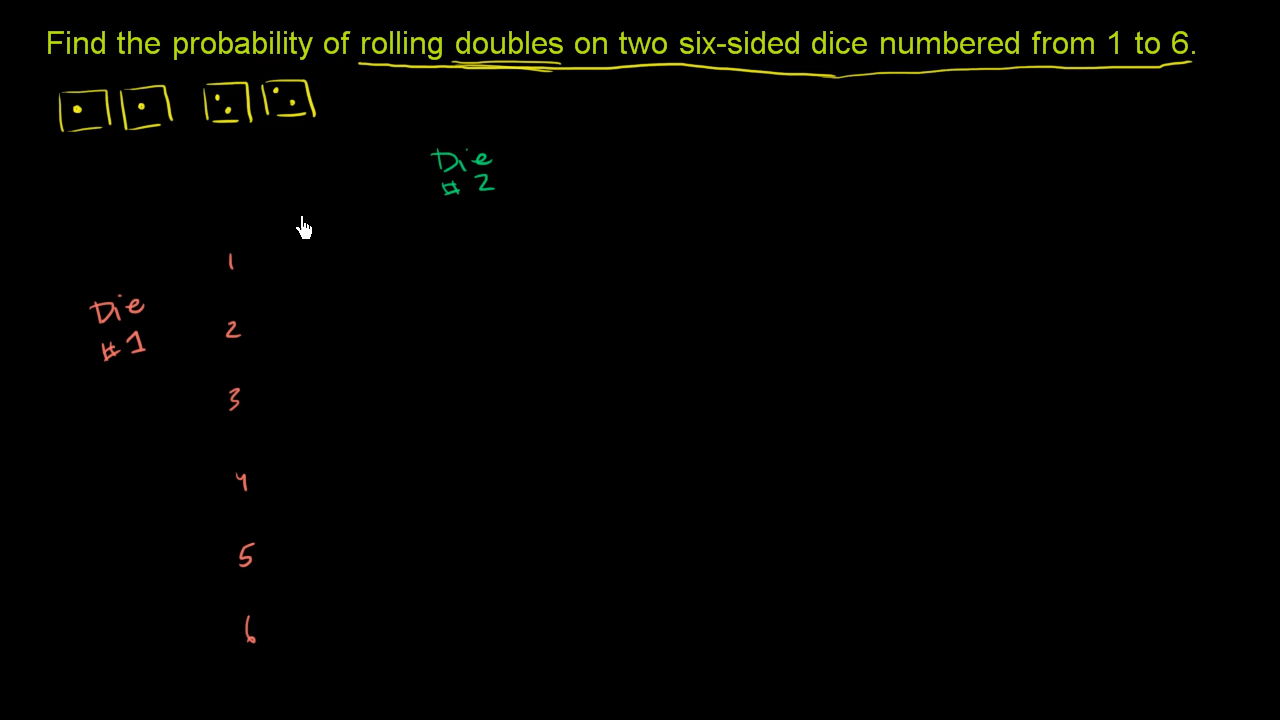 Find the probability of rolling doubles on two six-sided dice numbered from 1 to 6.
Die
# 2
1
Die
# 1
2
3
4
5
6